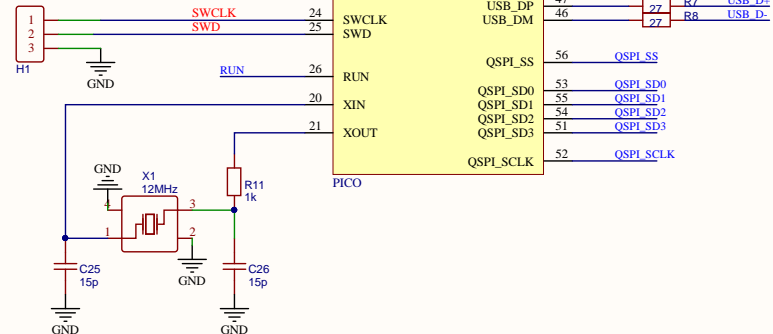 USB_DP 47 27 R7 USB_D+
USB_DM 46 27 R8 USB_D-
1 SWCLK 24 SWCLK
2 SWD 25 SWD
3
H1
GND
QSPI_SS 56 QSPI_SS
RUN 26 RUN
QSPI_SD0 53 QSPI_SD0
20 XIN QSPI_SD1 55 QSPI_SD1
QSPI_SD2 54 QSPI_SD2
21 XOUT QSPI_SD3 51 QSPI_SD3
QSPI_SCLK 52 QSPI_SCLK
PICO
GND
X1
12MHz
R11
1k
4 3
1 2
GND
C25
15p
C26
15p
GND
GND